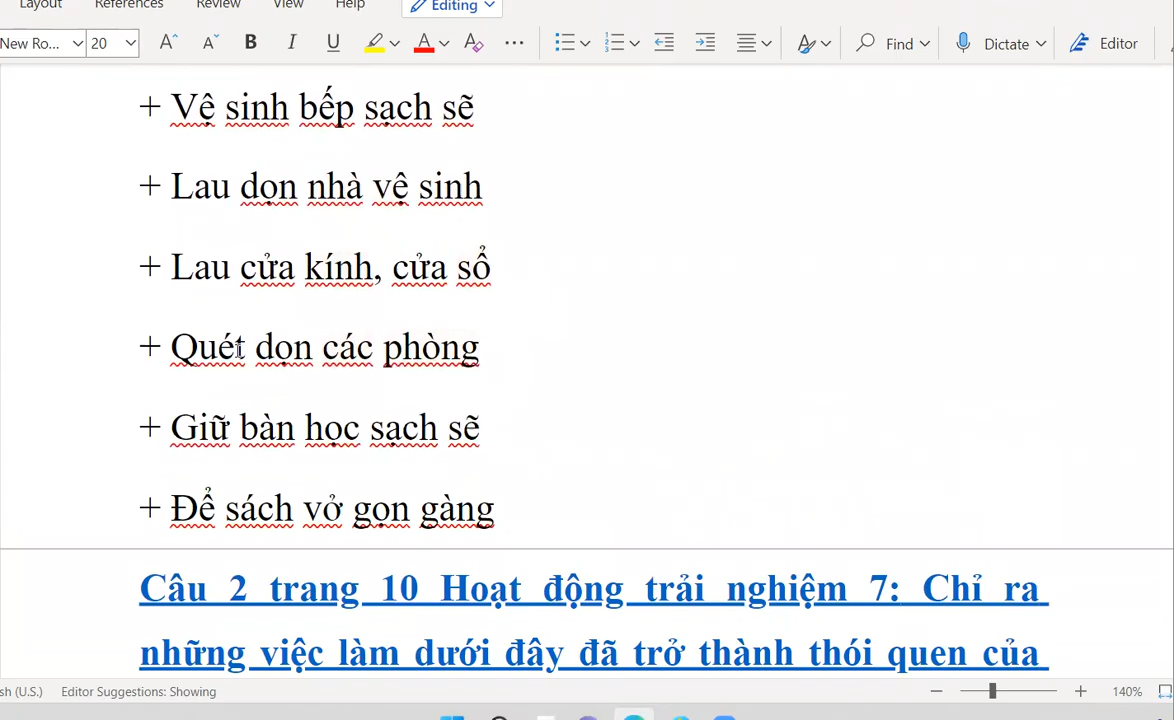 Layout References Review View Help Editing
New Ro... 20 A A B I U A A ... Find Dictate Editor
+ Vệ sinh bếp sạch sẽ
+ Lau dọn nhà vệ sinh
+ Lau cửa kính, cửa sổ
+ Quét dọn các phòng
+ Giữ bàn học sạch sẽ
+ Để sách vở gọn gàng
Câu 2 trang 10 Hoạt động trải nghiệm 7: Chỉ ra
những việc làm dưới đây đã trở thành thói quen của
sh (U.S.) Editor Suggestions: Showing 140%